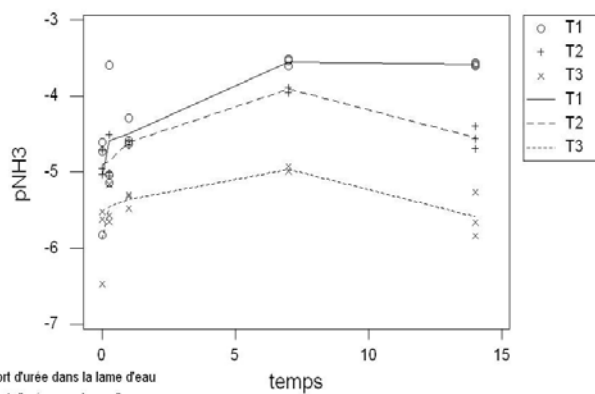 -3
-4
-5
-6
-7
pNH3
0
5
10
15
temps
T1
T2
T3
T1
T2
T3
ort d'urée dans la lame d'eau